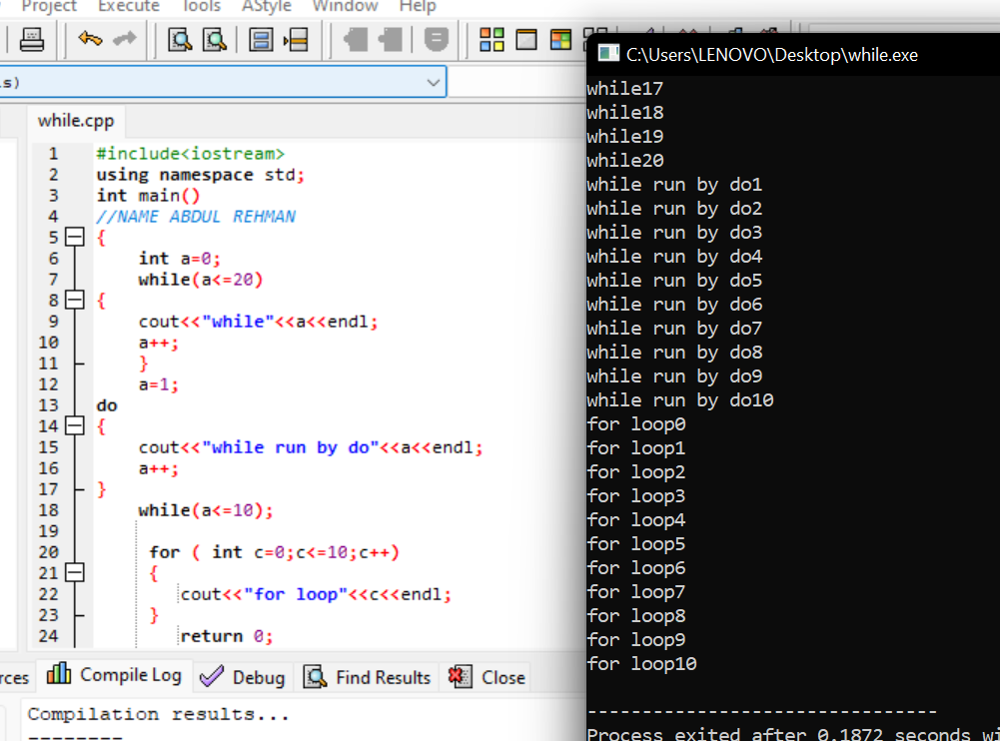 Project Execute Tools AStyle Window Help
s)
while.cpp
1 #include<iostream>
2 using namespace std;
3 int main()
4 //NAME ABDUL REHMAN
5 {
6 int a=0;
7 while(a<=20)
8 {
9 cout<<"while"<<a<<endl;
10 a++;
11 }
12 a=1;
13 do
14 {
15 cout<<"while run by do"<<a<<endl;
16 a++;
17 }
18 while(a<=10);
19
20 for ( int c=0;c<=10;c++)
21 {
22 cout<<"for loop"<<c<<endl;
23 }
24 return 0;
rces Compile Log Debug Find Results Close
Compilation results...
--------
C:\Users\LENOVO\Desktop\while.exe
while17
while18
while19
while20
while run by do1
while run by do2
while run by do3
while run by do4
while run by do5
while run by do6
while run by do7
while run by do8
while run by do9
while run by do10
for loop0
for loop1
for loop2
for loop3
for loop4
for loop5
for loop6
for loop7
for loop8
for loop9
for loop10
--------------------------------
Process exited after 0.1872 seconds wi